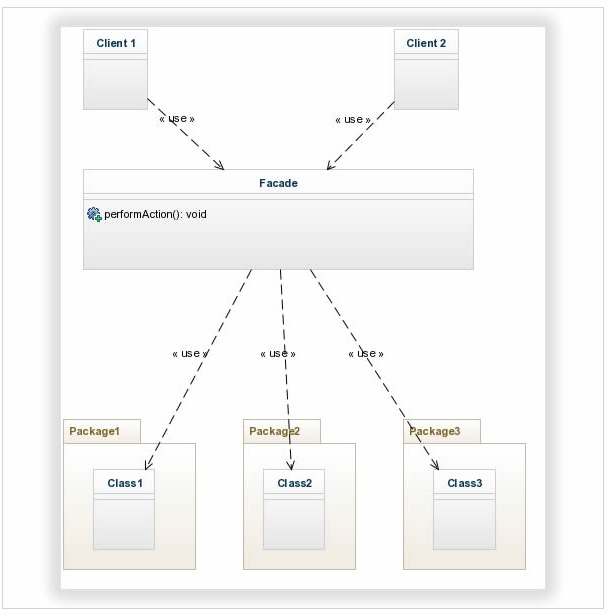 Client 1
Client 2
« use »
« use »
Facade
performAction(): void
« use »
« use »
« use »
Package1
Package2
Package3
Class1
Class2
Class3